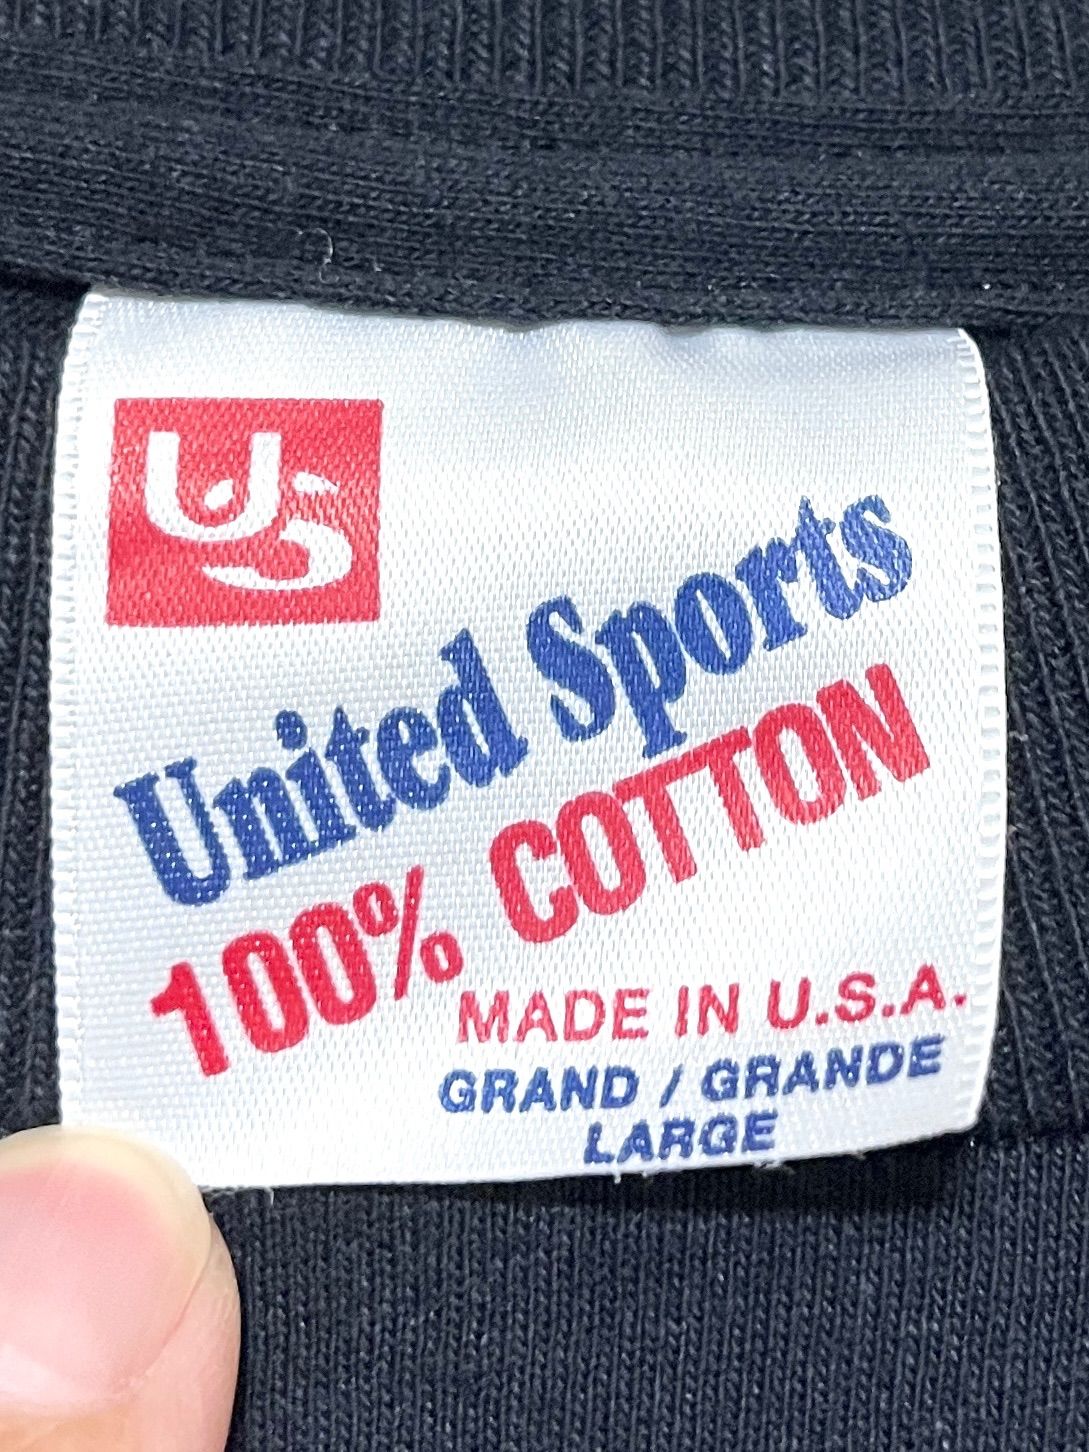 US
United Sports
100% COTTON
MADE IN U.S.A.
GRAND / GRANDE
LARGE